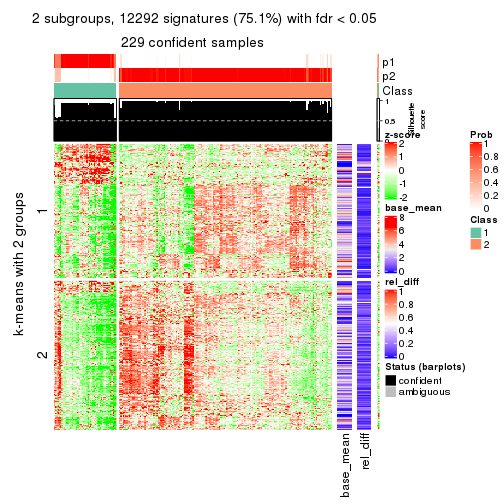 2 subgroups, 12292 signatures (75.1%) with fdr < 0.05
229 confident samples
p1
p2
Class
1
0.5
0
Silhouette
score
k-means with 2 groups
1
2
base_mean
rel_diff
z-score
2
1
0
-1
-2
base_mean
8
6
4
2
0
rel_diff
1
0.8
0.6
0.4
0.2
0
Status (barplots)
confident
ambiguous
Prob
1
0.8
0.6
0.4
0.2
0
Class
1
2